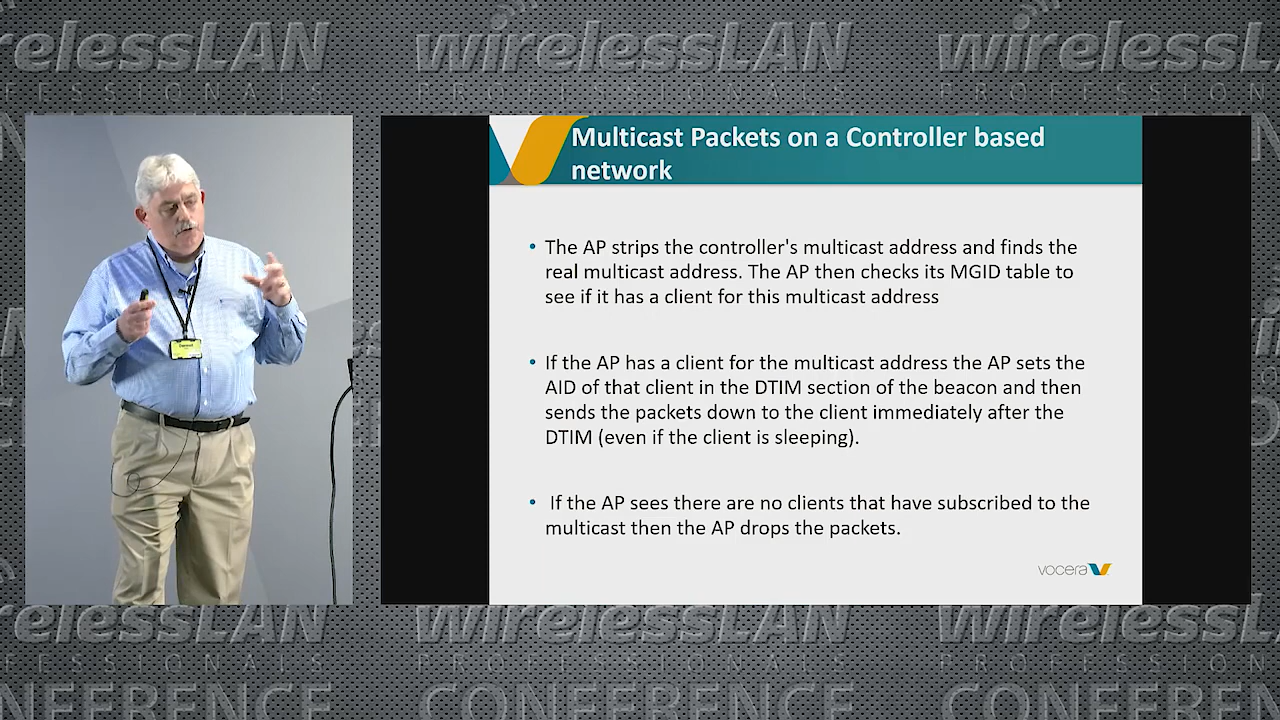 wirelessLAN
PROFESSIONALS
Multicast Packets on a Controller based
network
• The AP strips the controller's multicast address and finds the
real multicast address. The AP then checks its MGID table to
see if it has a client for this multicast address
• If the AP has a client for the multicast address the AP sets the
AID of that client in the DTIM section of the beacon and then
sends the packets down to the client immediately after the
DTIM (even if the client is sleeping).
• If the AP sees there are no clients that have subscribed to the
multicast then the AP drops the packets.
vocera
wirelessLAN
PROFESSIONALS
CONFERENCE